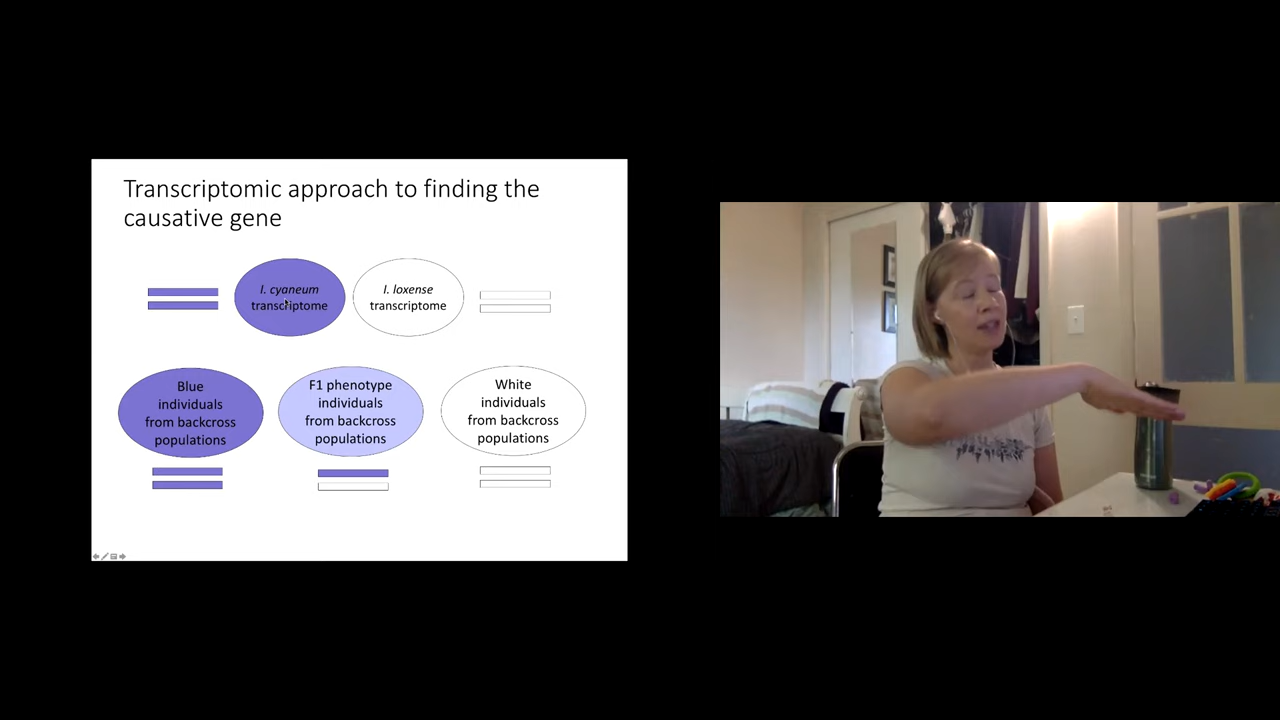 Transcriptomic approach to finding the
causative gene
I. cyaneum
transcriptome
I. loxense
transcriptome
Blue
individuals
from backcross
populations
F1 phenotype
individuals
from backcross
populations
White
individuals
from backcross
populations